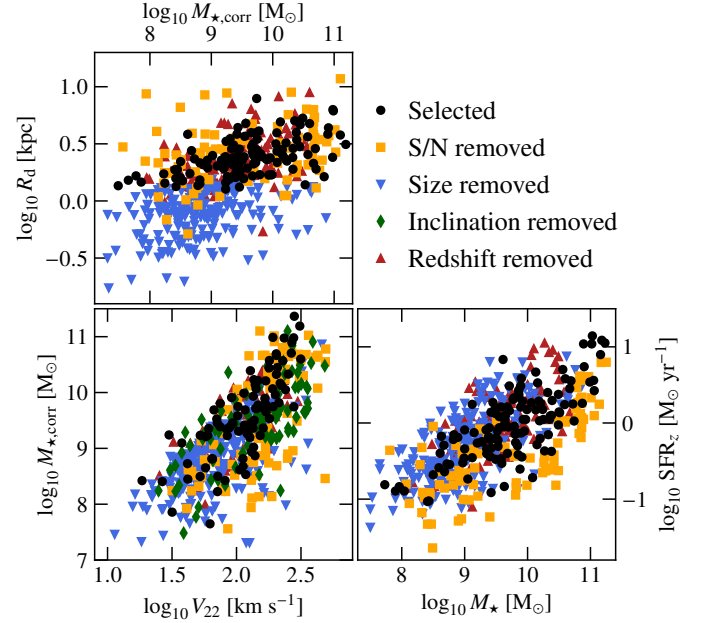 log₁₀ M⋆,corr [M⊙]
8 9 10 11
1.0
0.5
0.0
−0.5
log₁₀ R_d [kpc]
Selected
S/N removed
Size removed
Inclination removed
Redshift removed
11
10
9
8
7
log₁₀ M⋆,corr [M⊙]
1.0 1.5 2.0 2.5
log₁₀ V₂₂ [km s⁻¹]
1
0
−1
log₁₀ SFR_z [M⊙ yr⁻¹]
8 9 10 11
log₁₀ M⋆ [M⊙]